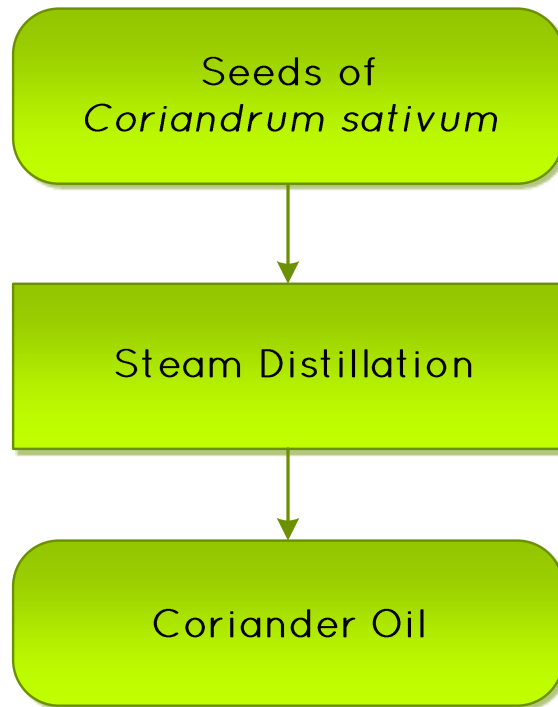 Seeds of
Coriandrum sativum
Steam Distillation
Coriander Oil